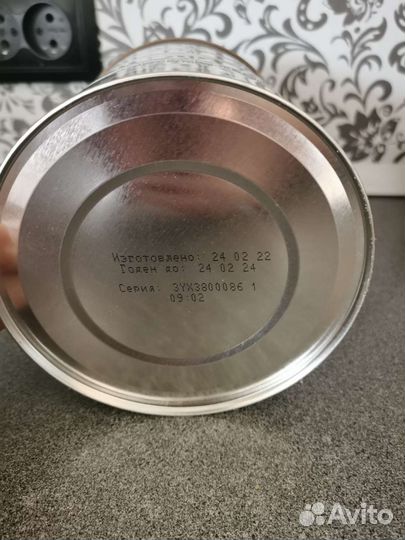 Изготовлено: 24 02 22
Годен до: 24 02 24
Серия: 3YX3800086 1
09:02
Avito